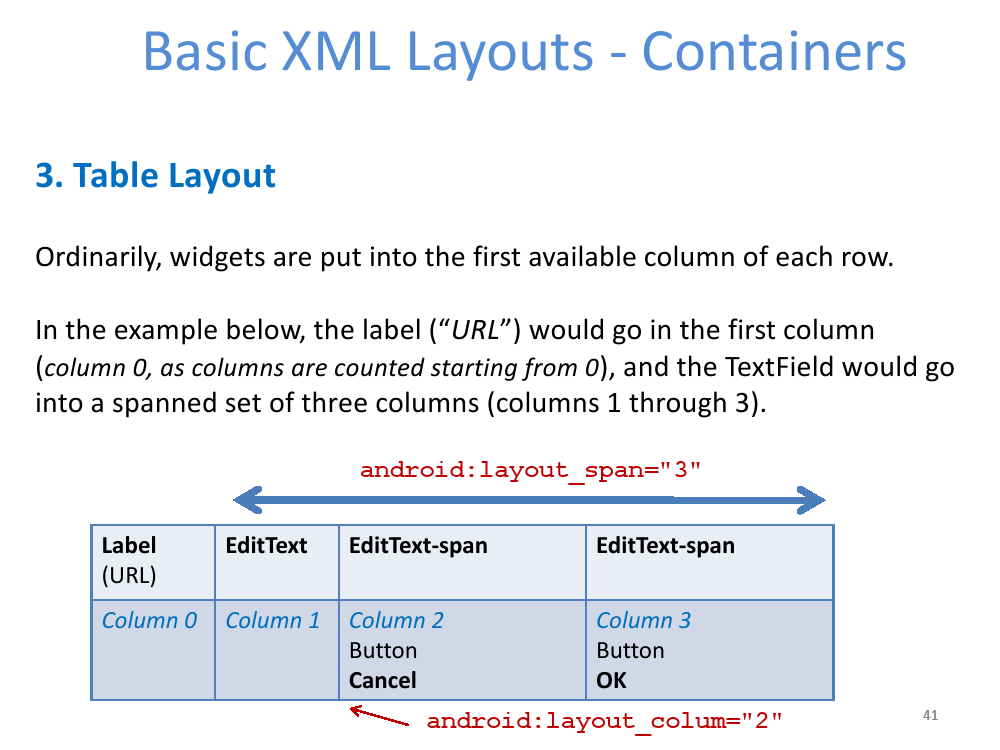 Basic XML Layouts - Containers
3. Table Layout
Ordinarily, widgets are put into the first available column of each row.
In the example below, the label (“URL”) would go in the first column
(column 0, as columns are counted starting from 0), and the TextField would go
into a spanned set of three columns (columns 1 through 3).
android:layout_span="3"
Label EditText EditText-span EditText-span
(URL)
Column 0 Column 1 Column 2 Column 3
Button Button
Cancel OK
android:layout_colum="2"
41